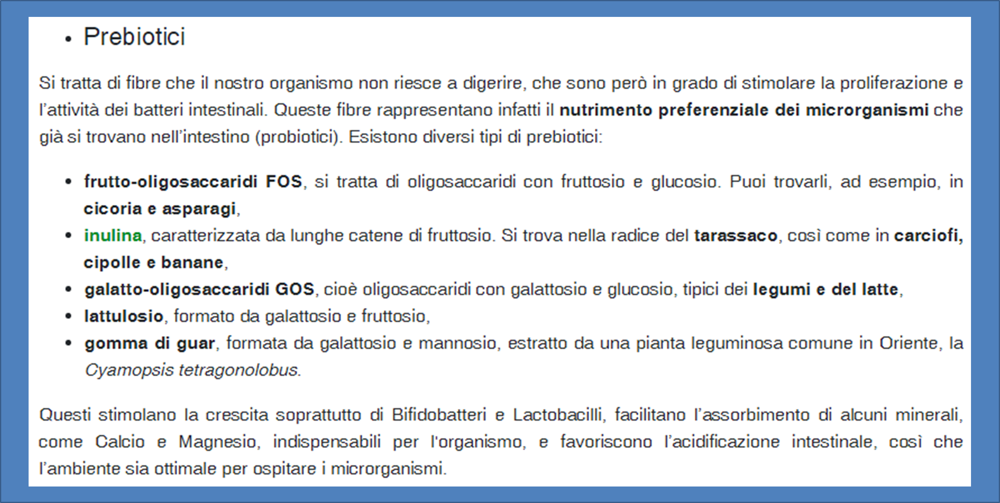 • Prebiotici
Si tratta di fibre che il nostro organismo non riesce a digerire, che sono però in grado di stimolare la proliferazione e
l’attività dei batteri intestinali. Queste fibre rappresentano infatti il nutrimento preferenziale dei microrganismi che
già si trovano nell’intestino (probiotici). Esistono diversi tipi di prebiotici:
• frutto-oligosaccaridi FOS, si tratta di oligosaccaridi con fruttosio e glucosio. Puoi trovarli, ad esempio, in
cicoria e asparagi,
• inulina, caratterizzata da lunghe catene di fruttosio. Si trova nella radice del tarassaco, così come in carciofi,
cipolle e banane,
• galatto-oligosaccaridi GOS, cioè oligosaccaridi con galattosio e glucosio, tipici dei legumi e del latte,
• lattulosio, formato da galattosio e fruttosio,
• gomma di guar, formata da galattosio e mannosio, estratto da una pianta leguminosa comune in Oriente, la
Cyamopsis tetragonolobus.
Questi stimolano la crescita soprattutto di Bifidobatteri e Lactobacilli, facilitano l’assorbimento di alcuni minerali,
come Calcio e Magnesio, indispensabili per l'organismo, e favoriscono l’acidificazione intestinale, così che
l’ambiente sia ottimale per ospitare i microrganismi.